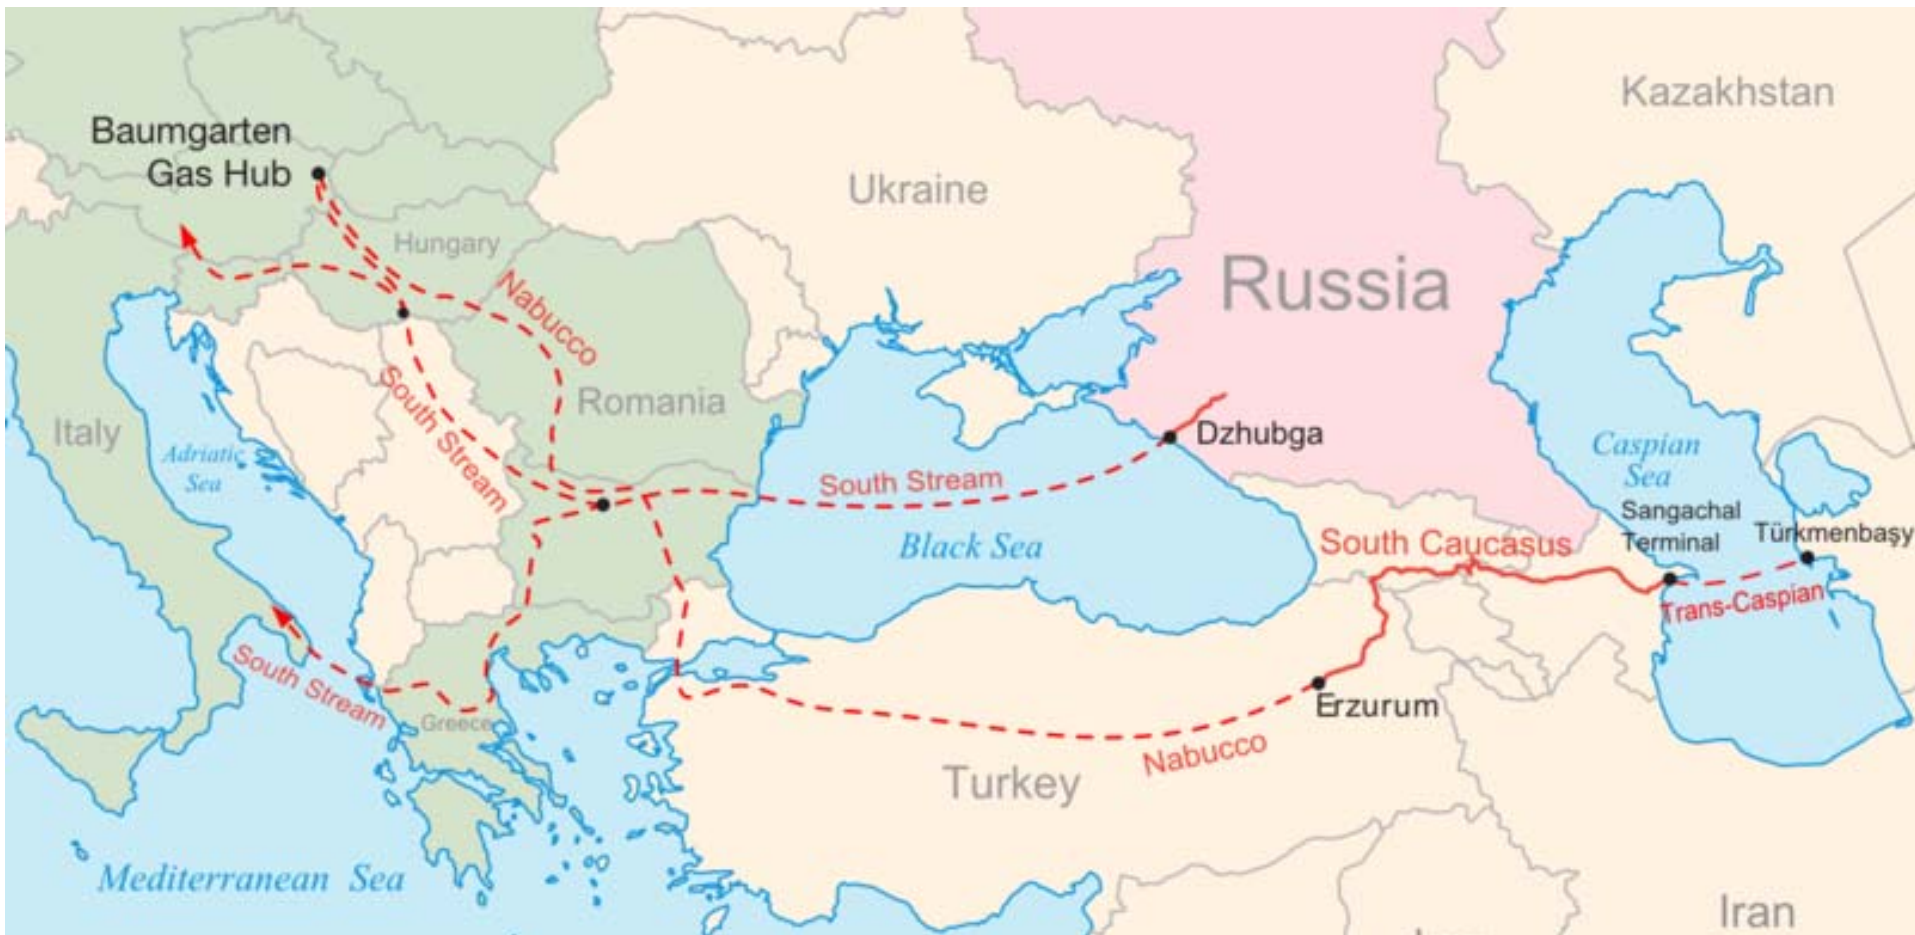 Kazakhstan
Baumgarten
Gas Hub
Ukraine
Hungary
Russia
Nabucco
Romania
South Stream
Italy
Adriatic
Sea
Dzhubga
Caspian
Sea
South Stream
Sangachal
Terminal
Türkmenbaşy
Black Sea
South Caucasus
Trans-Caspian
South Stream
Greece
Erzurum
Nabucco
Turkey
Mediterranean Sea
Iran